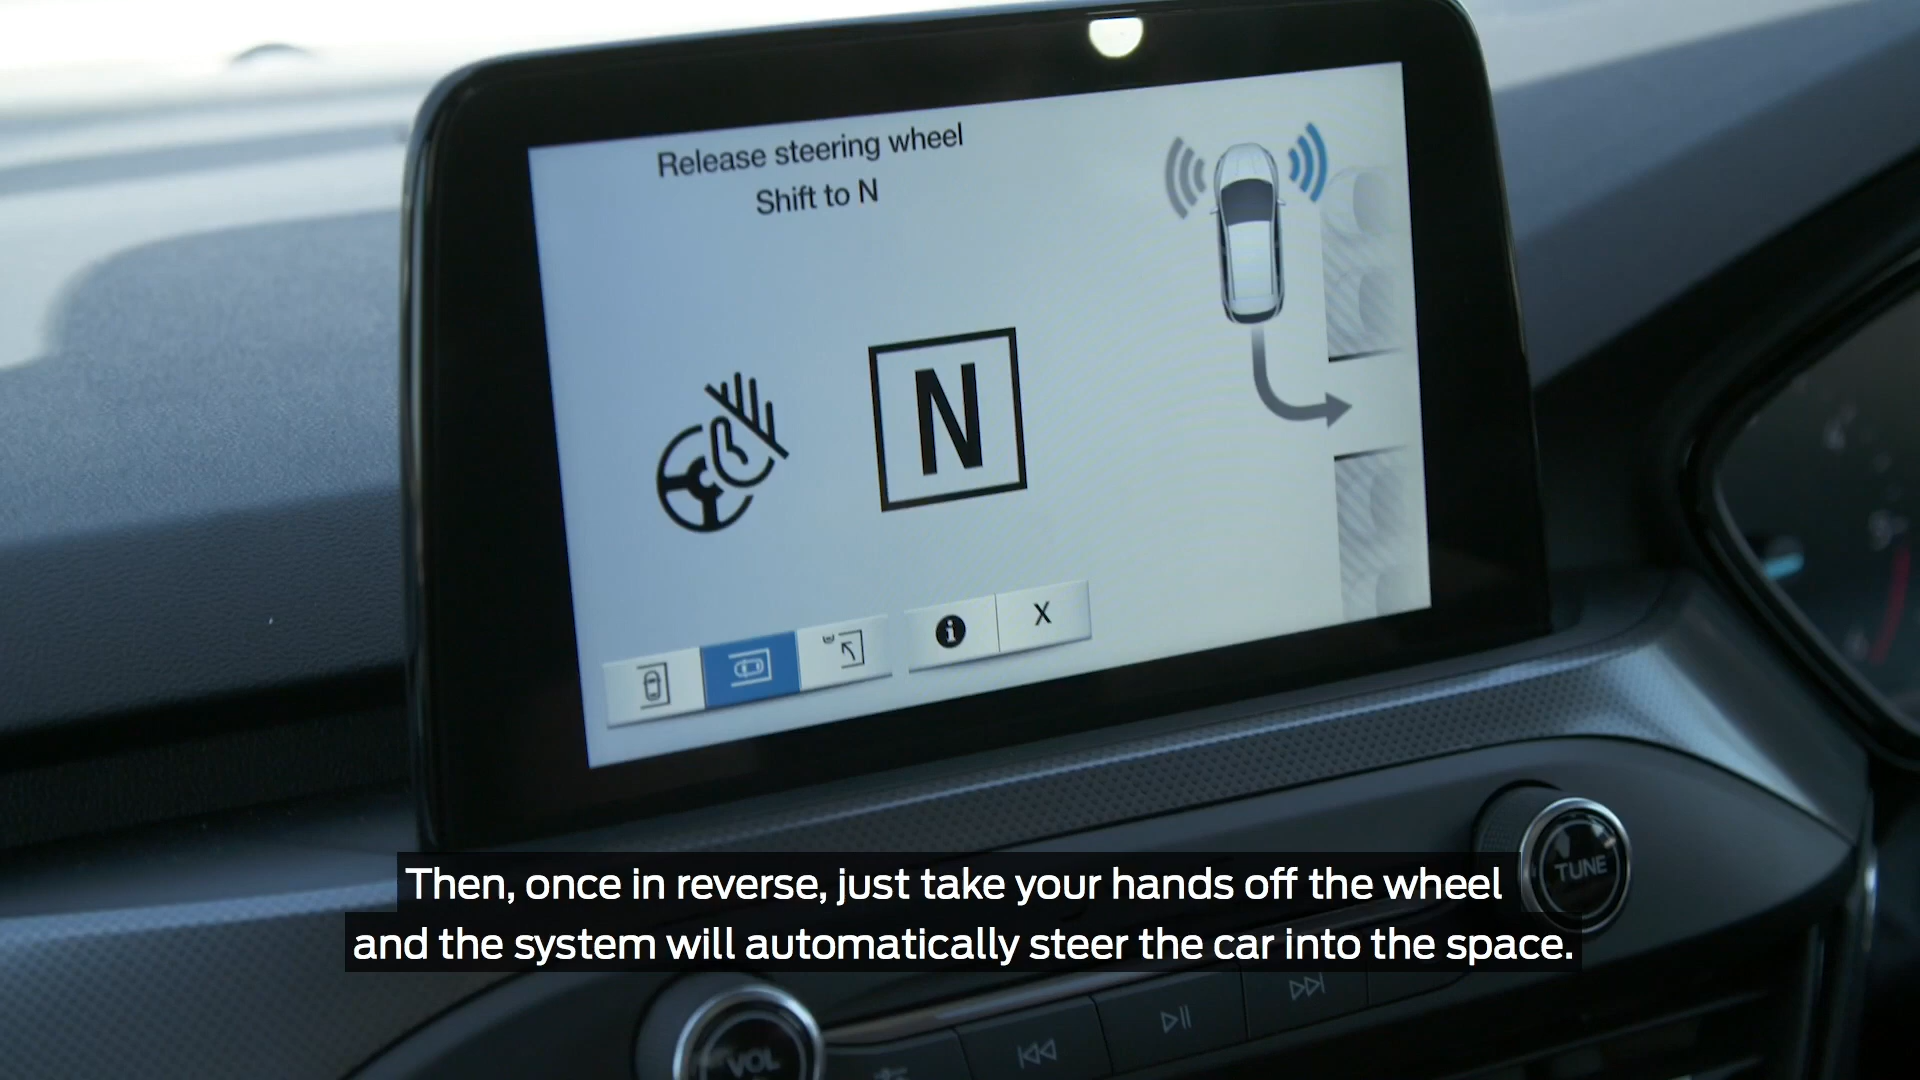 Release steering wheel
Shift to N
N
i
X
TUNE
Then, once in reverse, just take your hands off the wheel
and the system will automatically steer the car into the space.
VOL